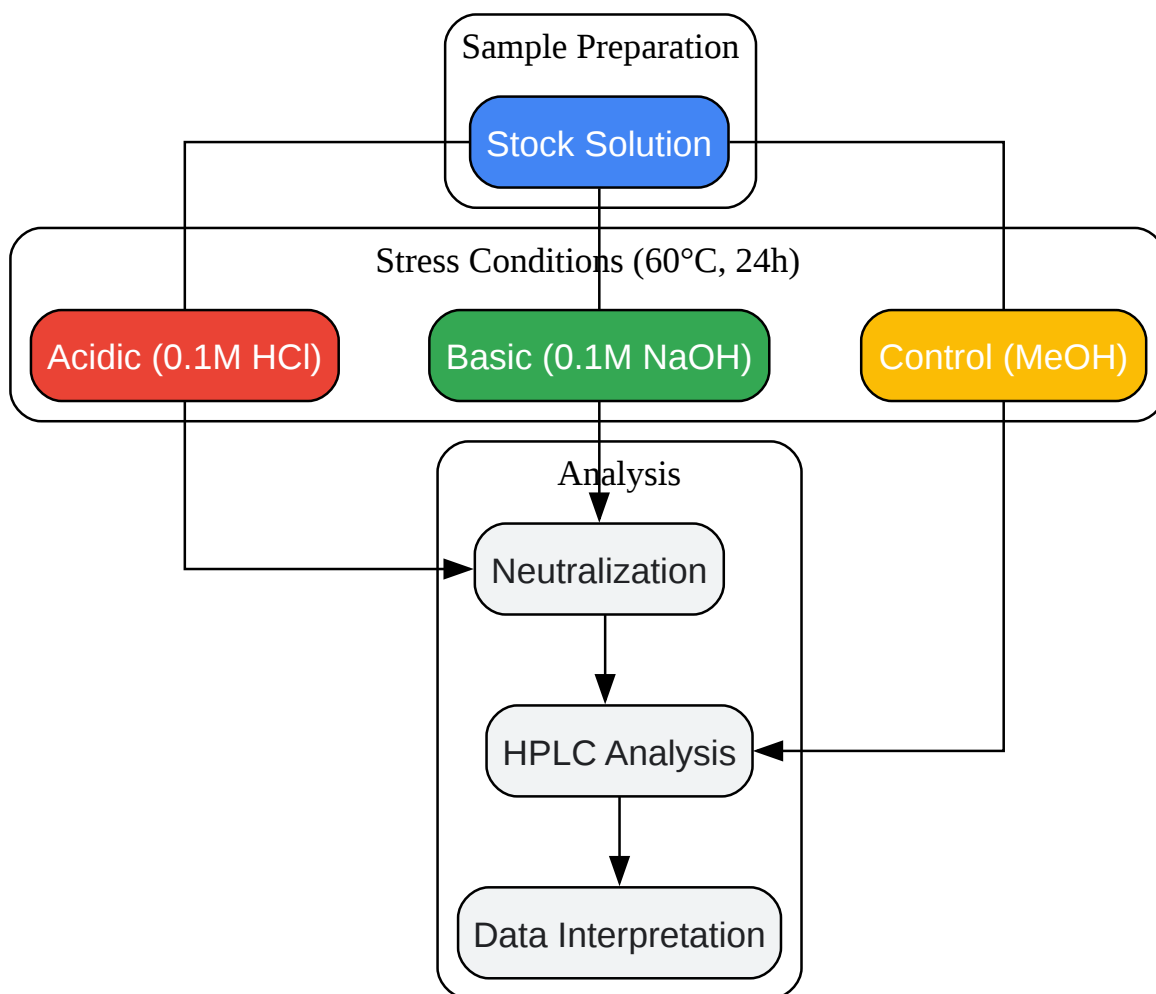 Sample Preparation
Stock Solution
Stress Conditions (60°C, 24h)
Acidic (0.1M HCl)
Basic (0.1M NaOH)
Control (MeOH)
Analysis
Neutralization
HPLC Analysis
Data Interpretation